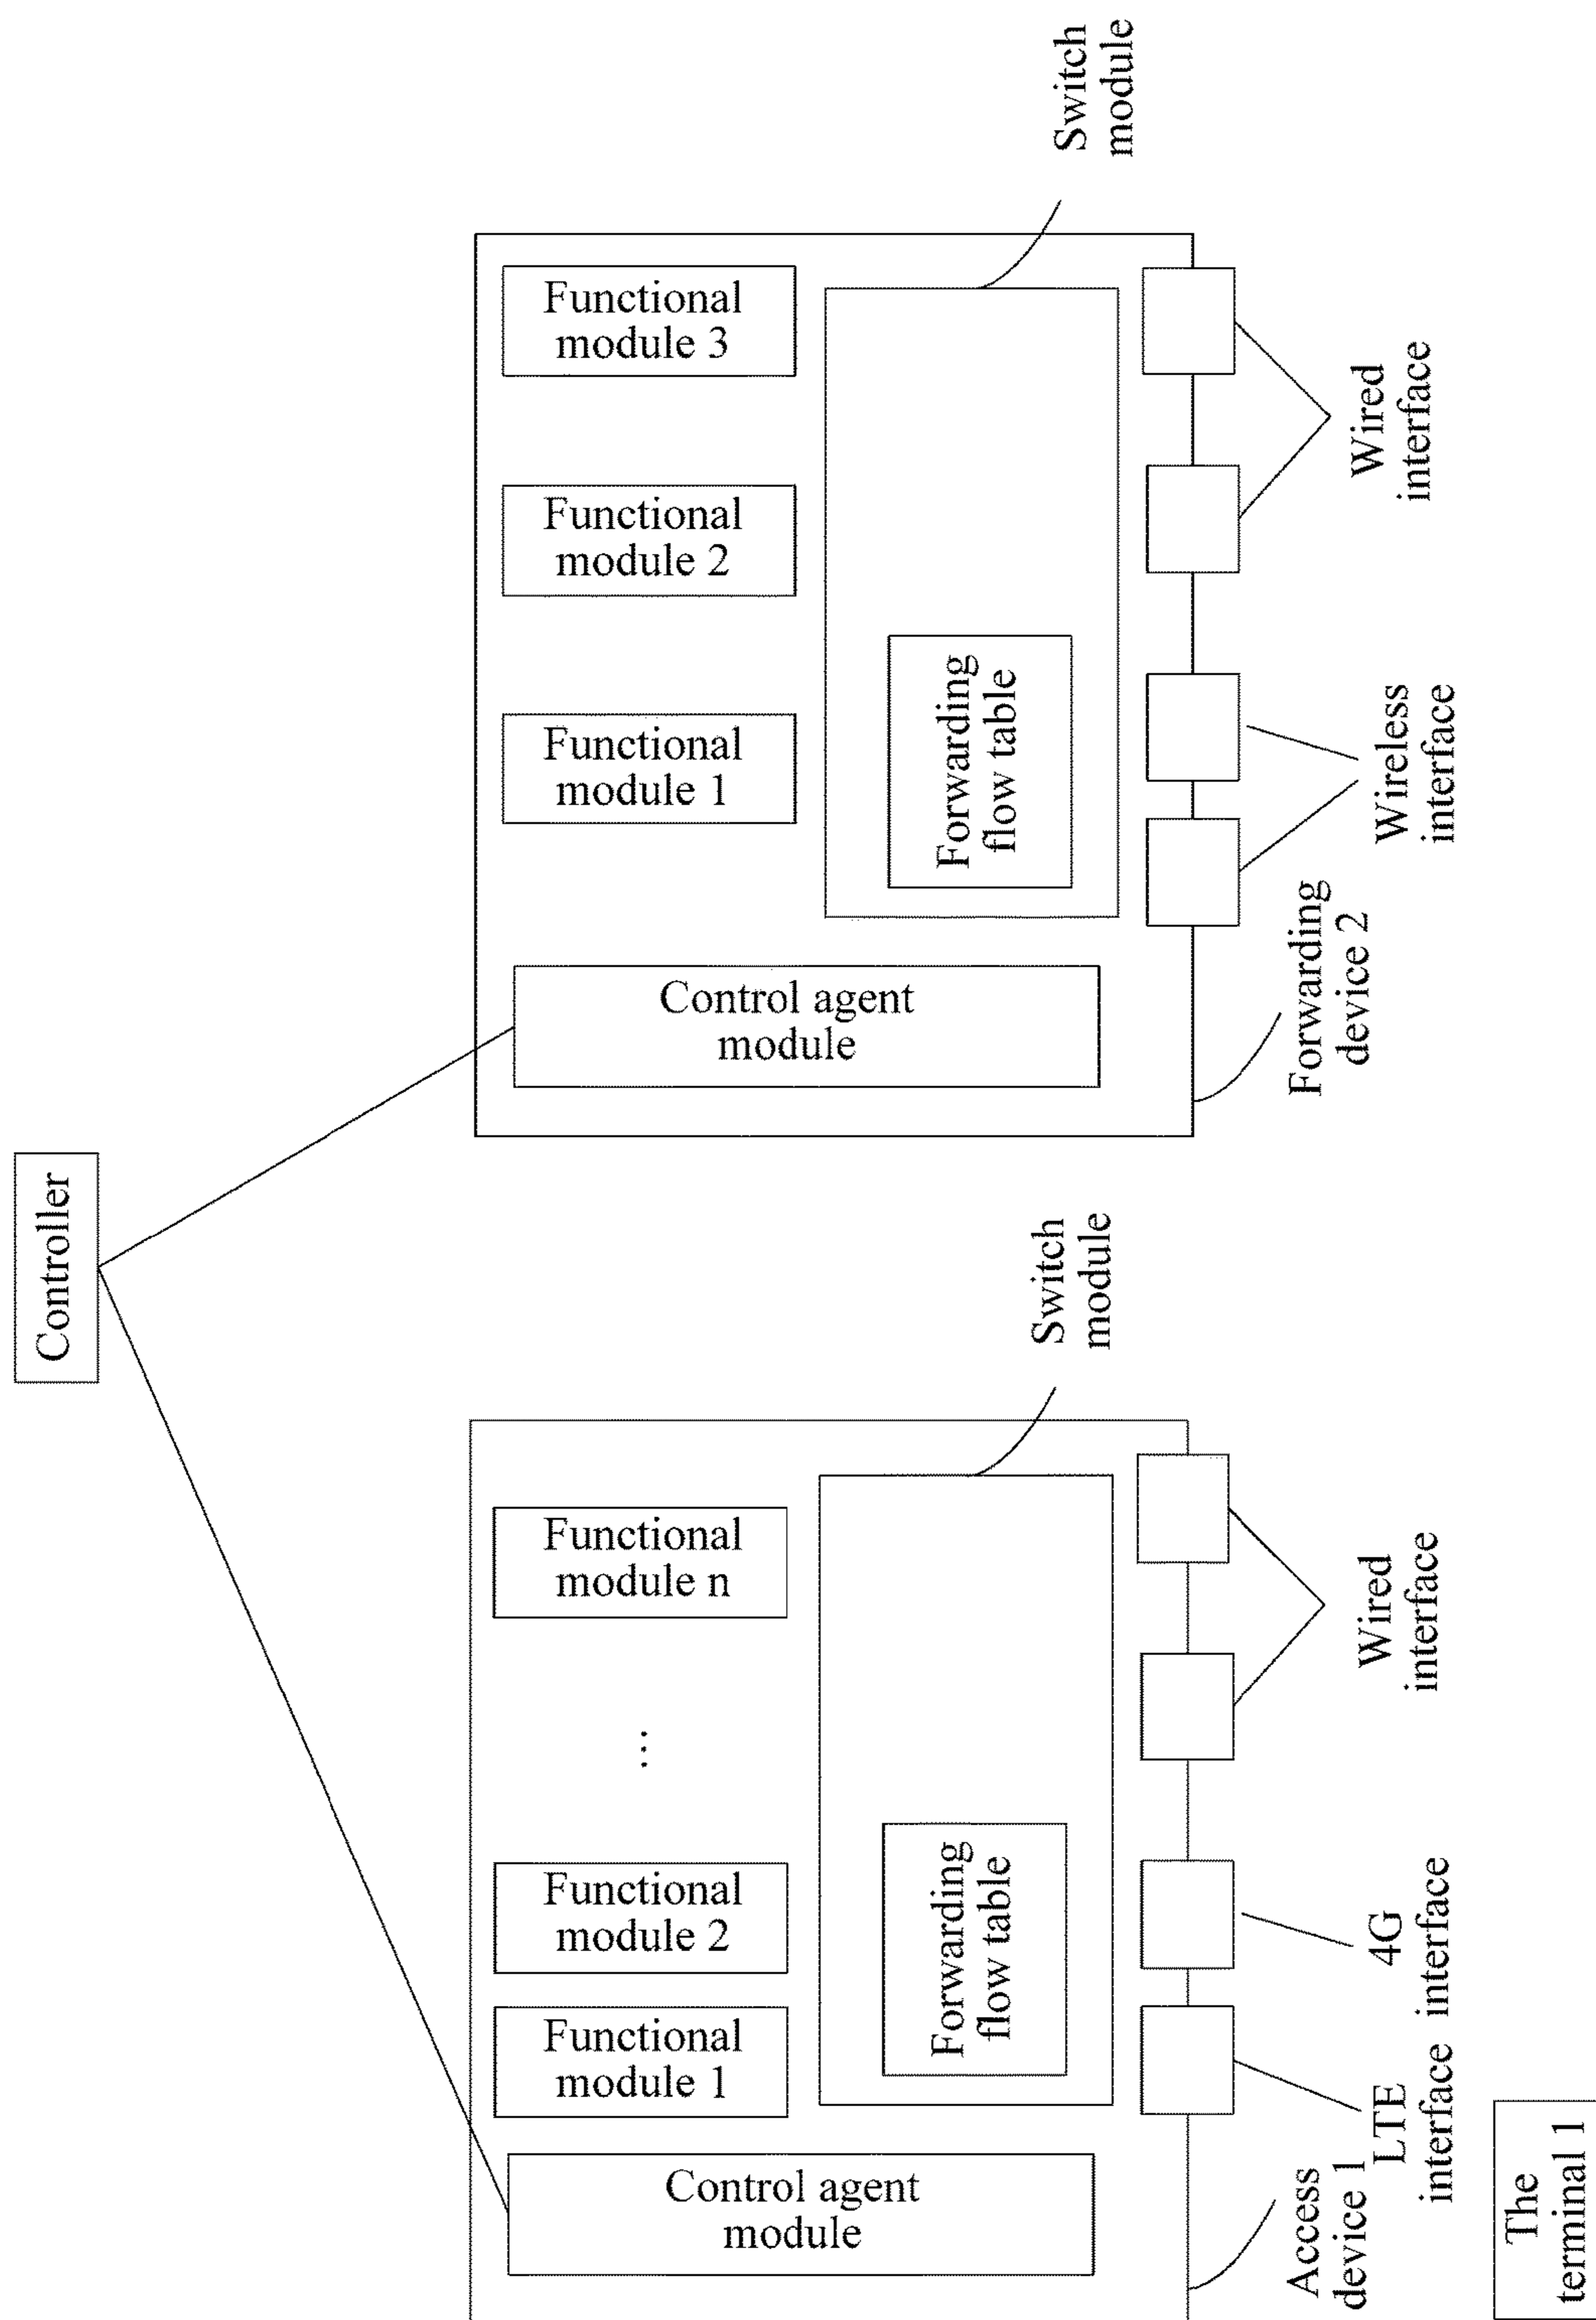 Controller
Control agent
module
Functional
module 1
Functional
module 2
...
Functional
module n
Forwarding
flow table
Switch
module
Access
device 1
LTE
interface
4G
interface
Wired
interface
The
terminal 1
Control agent
module
Functional
module 1
Functional
module 2
Functional
module 3
Forwarding
flow table
Switch
module
Forwarding
device 2
Wireless
interface
Wired
interface